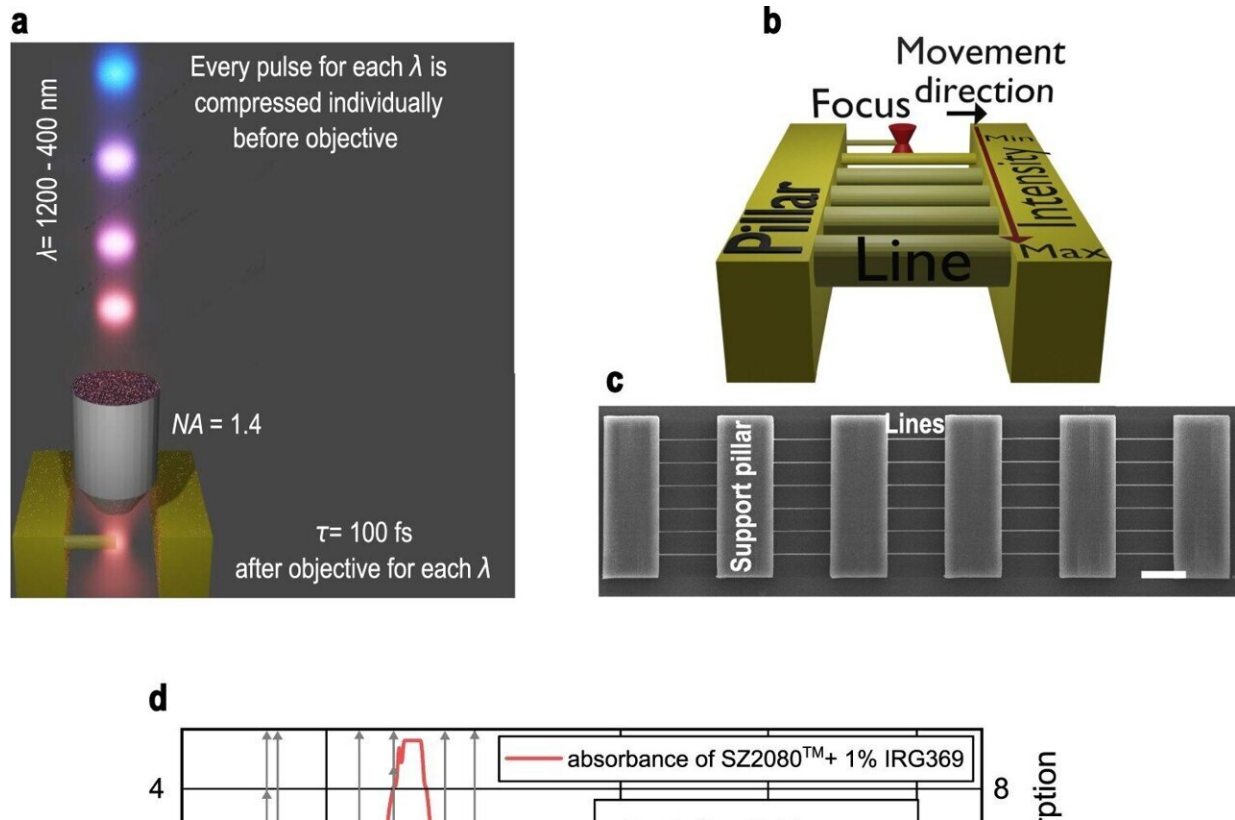 a
λ= 1200 - 400 nm
Every pulse for each λ is
compressed individually
before objective
NA = 1.4
τ= 100 fs
after objective for each λ
b
Movement
direction
Focus
Min
Intensity
Max
Pillar
Line
c
Support pillar
Lines
d
absorbance of SZ2080™+ 1% IRG369
4
8